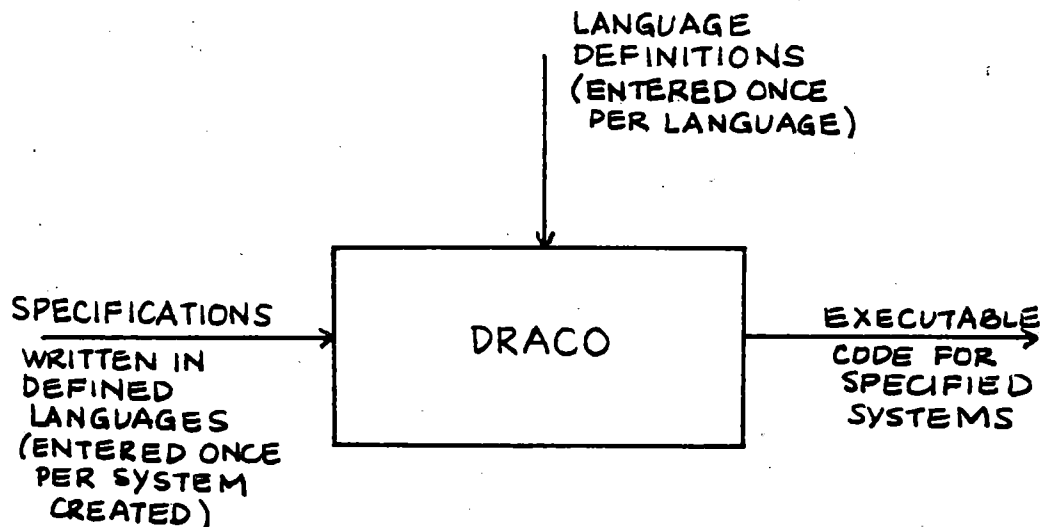 LANGUAGE
DEFINITIONS
(ENTERED ONCE
PER LANGUAGE)
SPECIFICATIONS
WRITTEN IN
DEFINED
LANGUAGES
(ENTERED ONCE
PER SYSTEM
CREATED)
DRACO
EXECUTABLE
CODE FOR
SPECIFIED
SYSTEMS